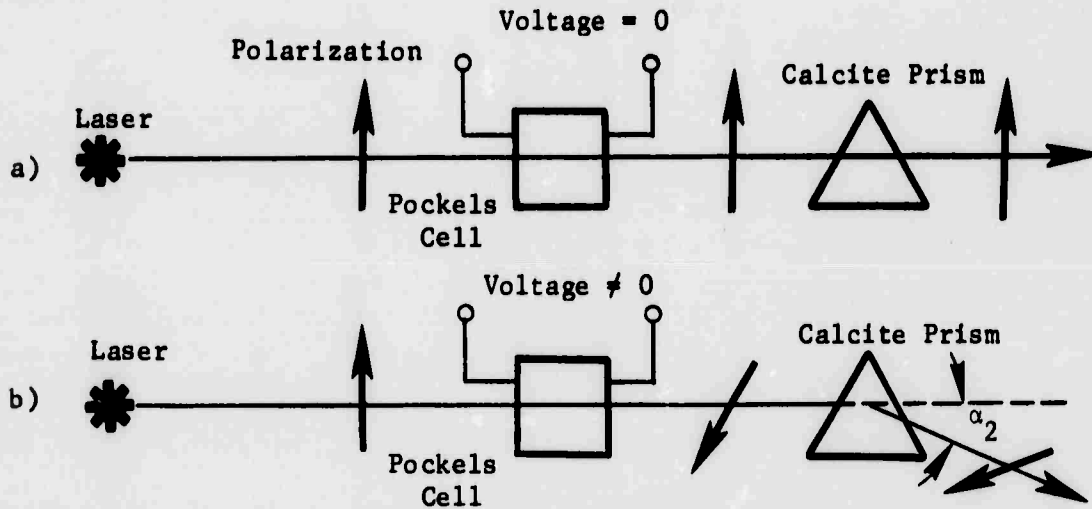 Voltage = 0
Polarization
Calcite Prism
Laser
a)
Pockels
Cell
Voltage ≠ 0
Calcite Prism
Laser
b)
α₂
Pockels
Cell